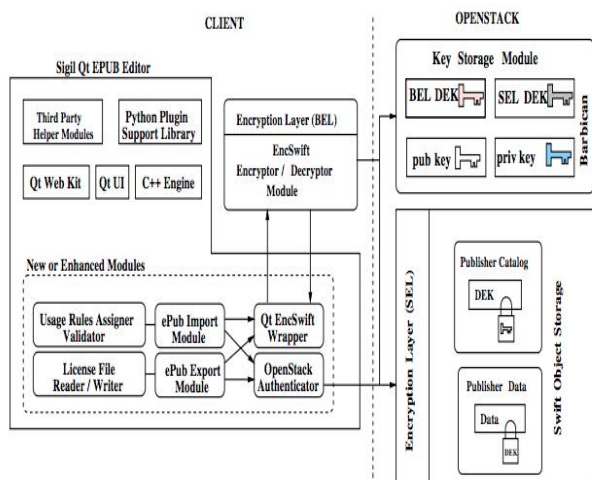 CLIENT
OPENSTACK
Sigil Qt EPUB Editor
Third Party
Helper Modules
Python Plugin
Support Library
Qt Web Kit
Qt UI
C++ Engine
Encryption Layer (BEL)
EncSwift
Encryptor / Decryptor
Module
New or Enhanced Modules
Usage Rules Assigner
Validator
ePub Import
Module
Qt EncSwift
Wrapper
License File
Reader / Writer
ePub Export
Module
OpenStack
Authenticator
Key Storage Module
BEL DEK
SEL DEK
pub key
priv key
Barbican
Encryption Layer (SEL)
Publisher Catalog
DEK
Publisher Data
Data
DEK
Swift Object Storage